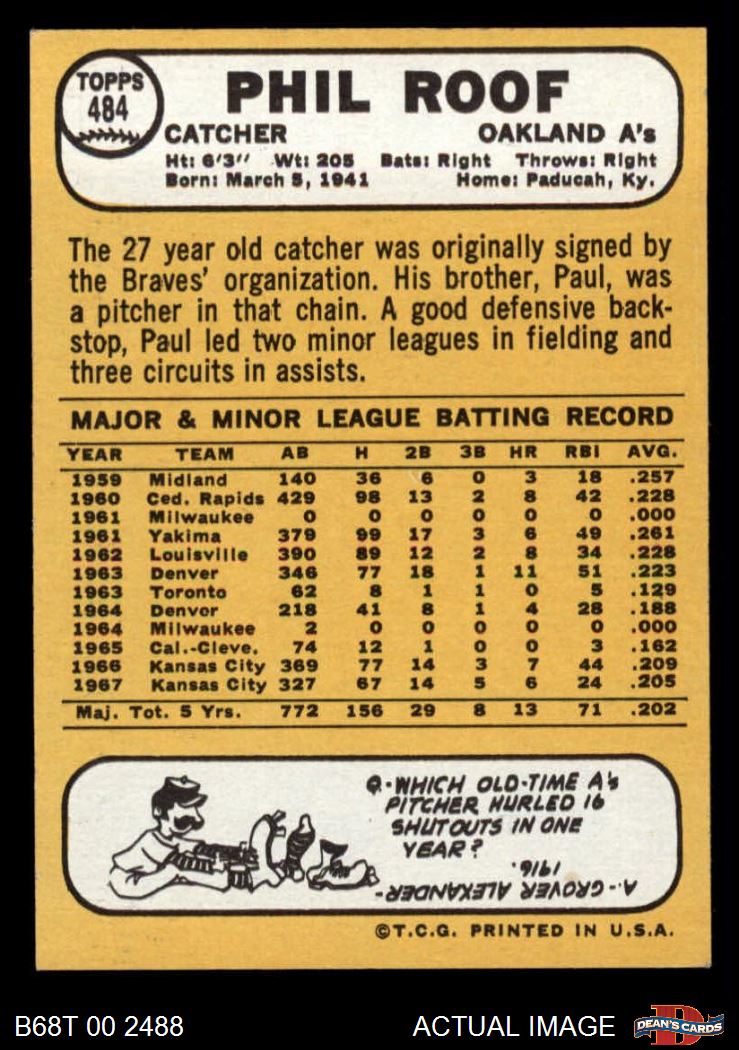 TOPPS
484
PHIL ROOF
CATCHER OAKLAND A's
Ht: 6'3" Wt: 205 Bats: Right Throws: Right
Born: March 5, 1941 Home: Paducah, Ky.
The 27 year old catcher was originally signed by
the Braves' organization. His brother, Paul, was
a pitcher in that chain. A good defensive back-
stop, Paul led two minor leagues in fielding and
three circuits in assists.
MAJOR & MINOR LEAGUE BATTING RECORD
YEAR TEAM AB H 2B 3B HR RBI AVG.
1959 Midland 140 36 6 0 3 18 .257
1960 Ced. Rapids 429 98 13 2 8 42 .228
1961 Milwaukee 0 0 0 0 0 0 .000
1961 Yakima 379 99 17 3 6 49 .261
1962 Louisville 390 89 12 2 8 34 .228
1963 Denver 346 77 18 1 11 51 .223
1963 Toronto 62 8 1 1 0 5 .129
1964 Denver 218 41 8 1 4 28 .188
1964 Milwaukee 2 0 0 0 0 0 .000
1965 Cal.-Cleve. 74 12 1 0 0 3 .162
1966 Kansas City 369 77 14 3 7 44 .209
1967 Kansas City 327 67 14 5 6 24 .205
Maj. Tot. 5 Yrs. 772 156 29 8 13 71 .202
Q.-WHICH OLD-TIME A's
PITCHER HURLED 16
SHUTOUTS IN ONE
YEAR?
A.-GROVER ALEXANDER-
1916.
©T.C.G. PRINTED IN U.S.A.
B68T 00 2488 ACTUAL IMAGE
D
DEAN'S CARDS